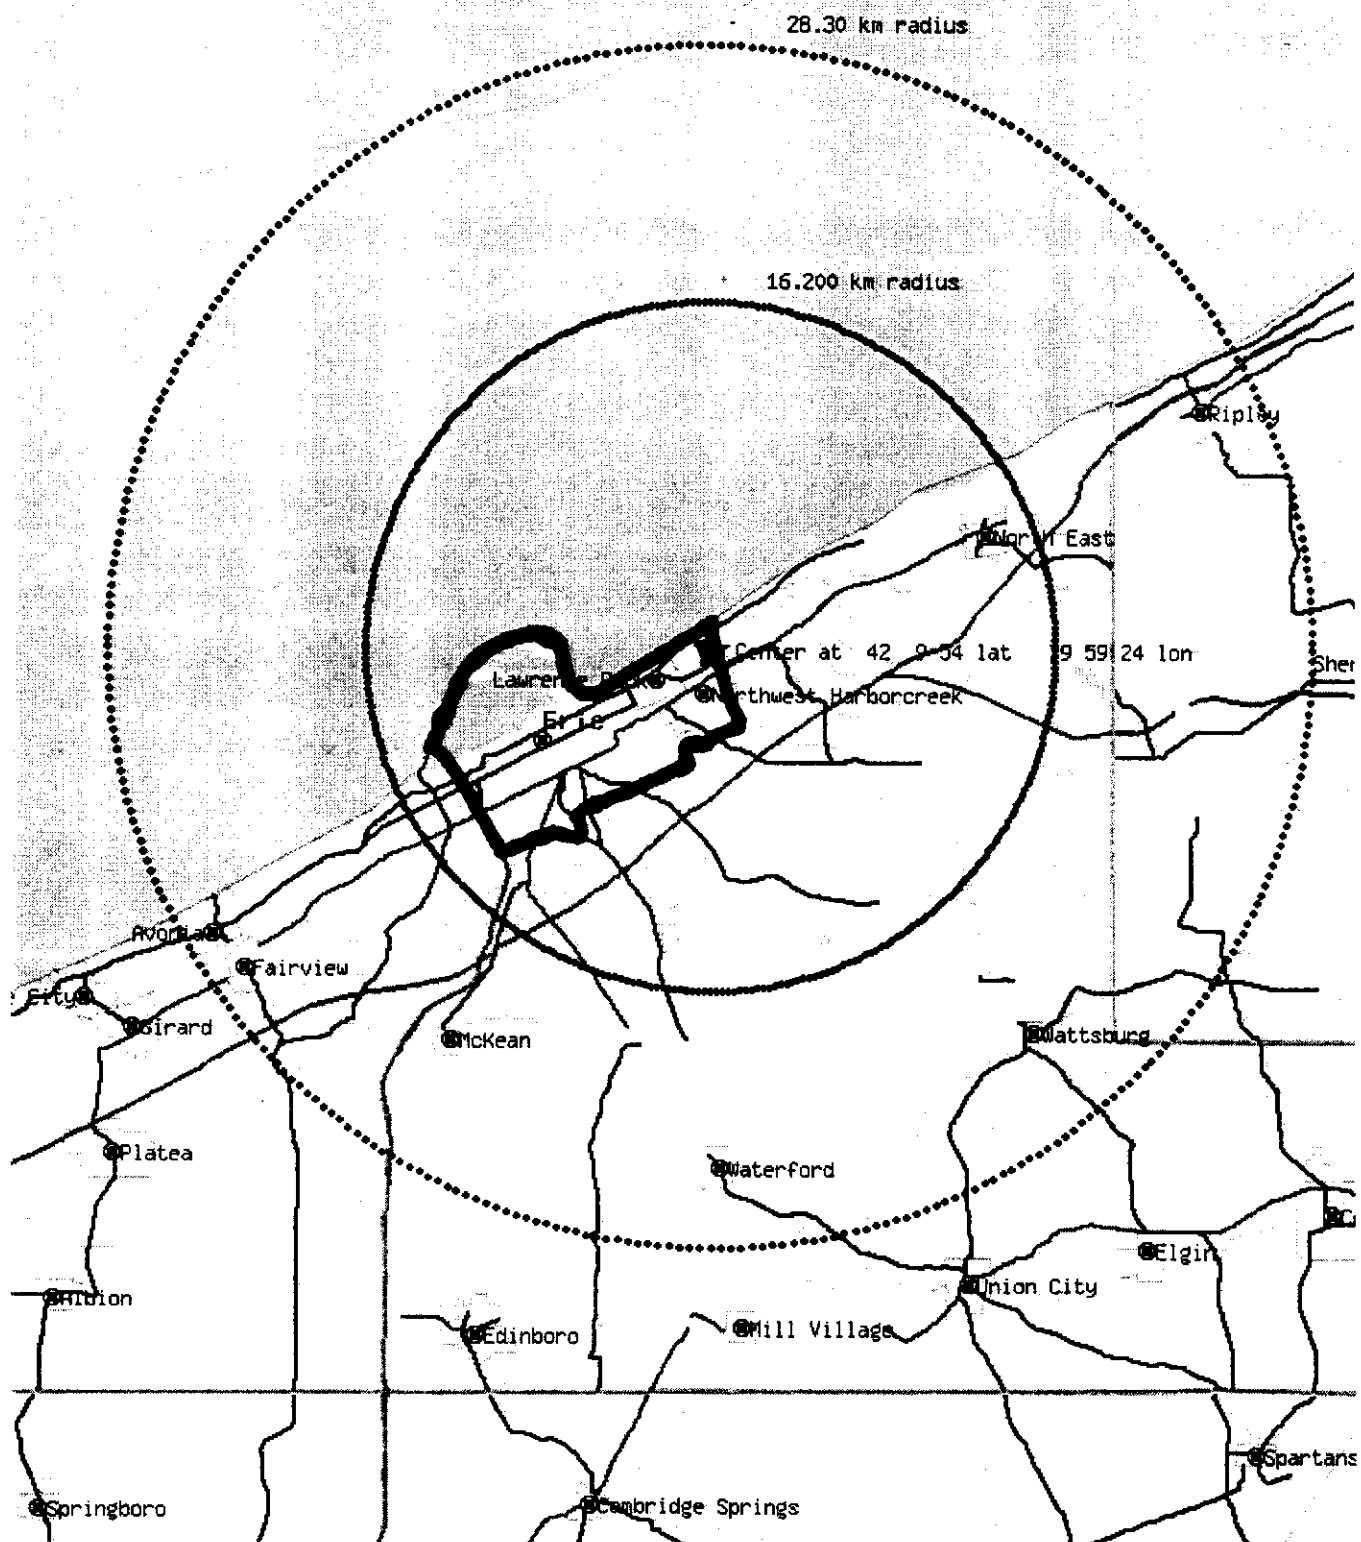 28.30 km radius
16.200 km radius
Ripley
North East
Center at 42 9 54 lat 79 59 24 lon
Lawrence Park
Northwest Harborcreek
Erie
Avonia
Fairview
City
Girard
McKean
Wattsburg
Platea
Waterford
Elgin
Albion
Union City
Edinboro
Mill Village
Spartans
Springboro
Cambridge Springs